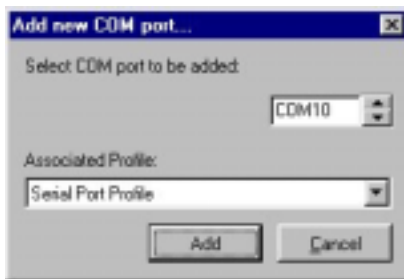 Add new COM port...
Select COM port to be added:
COM10
Associated Profile:
Serial Port Profile
Add
Cancel